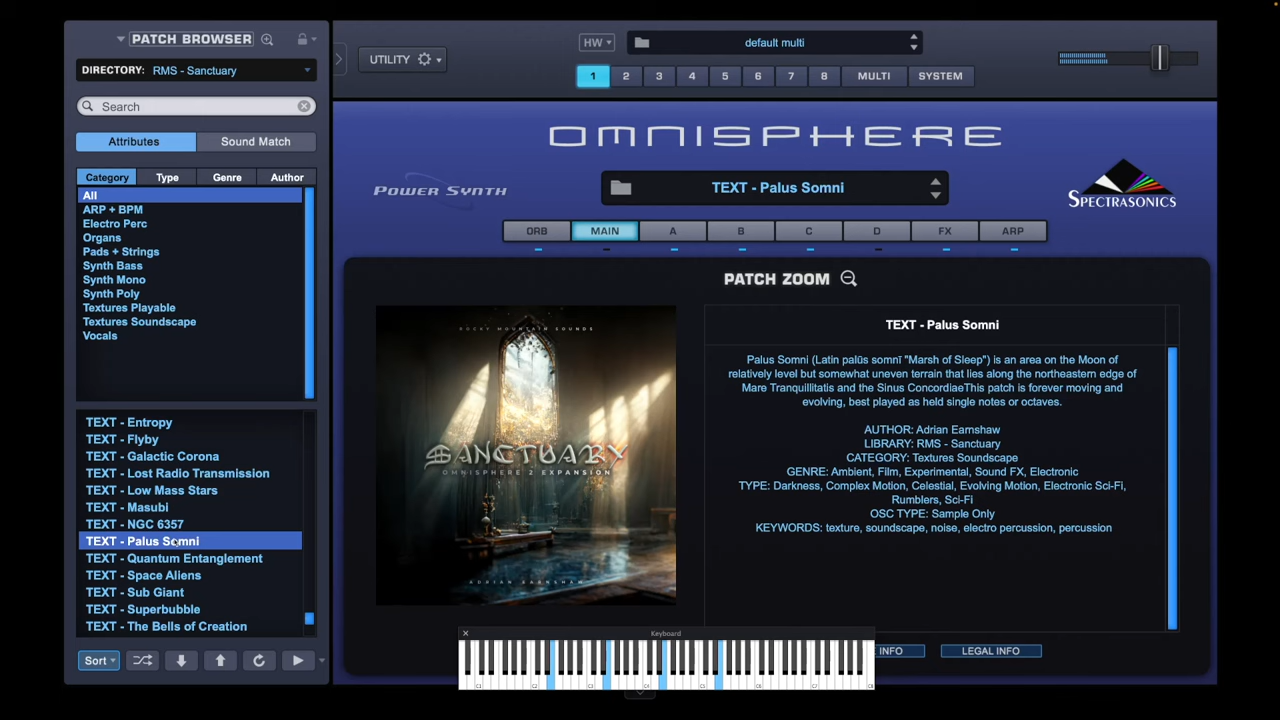 PATCH BROWSER
DIRECTORY: RMS - Sanctuary
Search
Attributes
Sound Match
Category
Type
Genre
Author
All
ARP + BPM
Electro Perc
Organs
Pads + Strings
Synth Bass
Synth Mono
Synth Poly
Textures Playable
Textures Soundscape
Vocals
TEXT - Entropy
TEXT - Flyby
TEXT - Galactic Corona
TEXT - Lost Radio Transmission
TEXT - Low Mass Stars
TEXT - Masubi
TEXT - NGC 6357
TEXT - Palus Somni
TEXT - Quantum Entanglement
TEXT - Space Aliens
TEXT - Sub Giant
TEXT - Superbubble
TEXT - The Bells of Creation
Sort
UTILITY
HW
default multi
1 2 3 4 5 6 7 8 MULTI SYSTEM
OMNISPHERE
POWER SYNTH
TEXT - Palus Somni
SPECTRASONICS
ORB MAIN A B C D FX ARP
PATCH ZOOM
ROCKY MOUNTAIN SOUNDS
SANCTUARY
OMNISPHERE 2 EXPANSION
ADRIAN EARNSHAW
TEXT - Palus Somni
Palus Somni (Latin palūs somnī "Marsh of Sleep") is an area on the Moon of
relatively level but somewhat uneven terrain that lies along the northeastern edge of
Mare Tranquillitatis and the Sinus ConcordiaeThis patch is forever moving and
evolving, best played as held single notes or octaves.
AUTHOR: Adrian Earnshaw
LIBRARY: RMS - Sanctuary
CATEGORY: Textures Soundscape
GENRE: Ambient, Film, Experimental, Sound FX, Electronic
TYPE: Darkness, Complex Motion, Celestial, Evolving Motion, Electronic Sci-Fi,
Rumblers, Sci-Fi
OSC TYPE: Sample Only
KEYWORDS: texture, soundscape, noise, electro percussion, percussion
INFO
LEGAL INFO
Keyboard
C1 C2 C3 C4 C5 C6 C7 C8